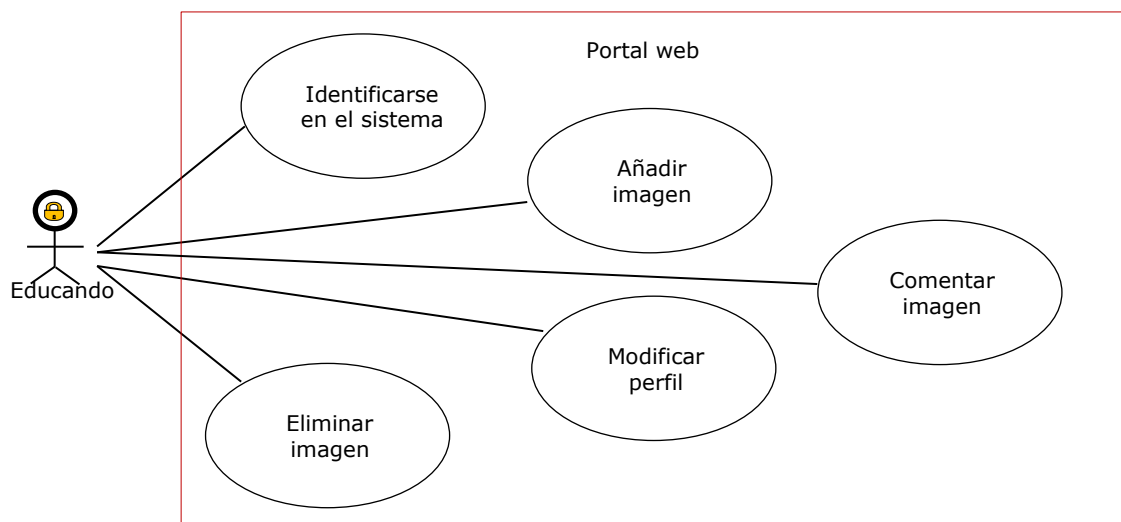 Portal web
Identificarse
en el sistema
Añadir
imagen
Comentar
imagen
Educando
Modificar
perfil
Eliminar
imagen